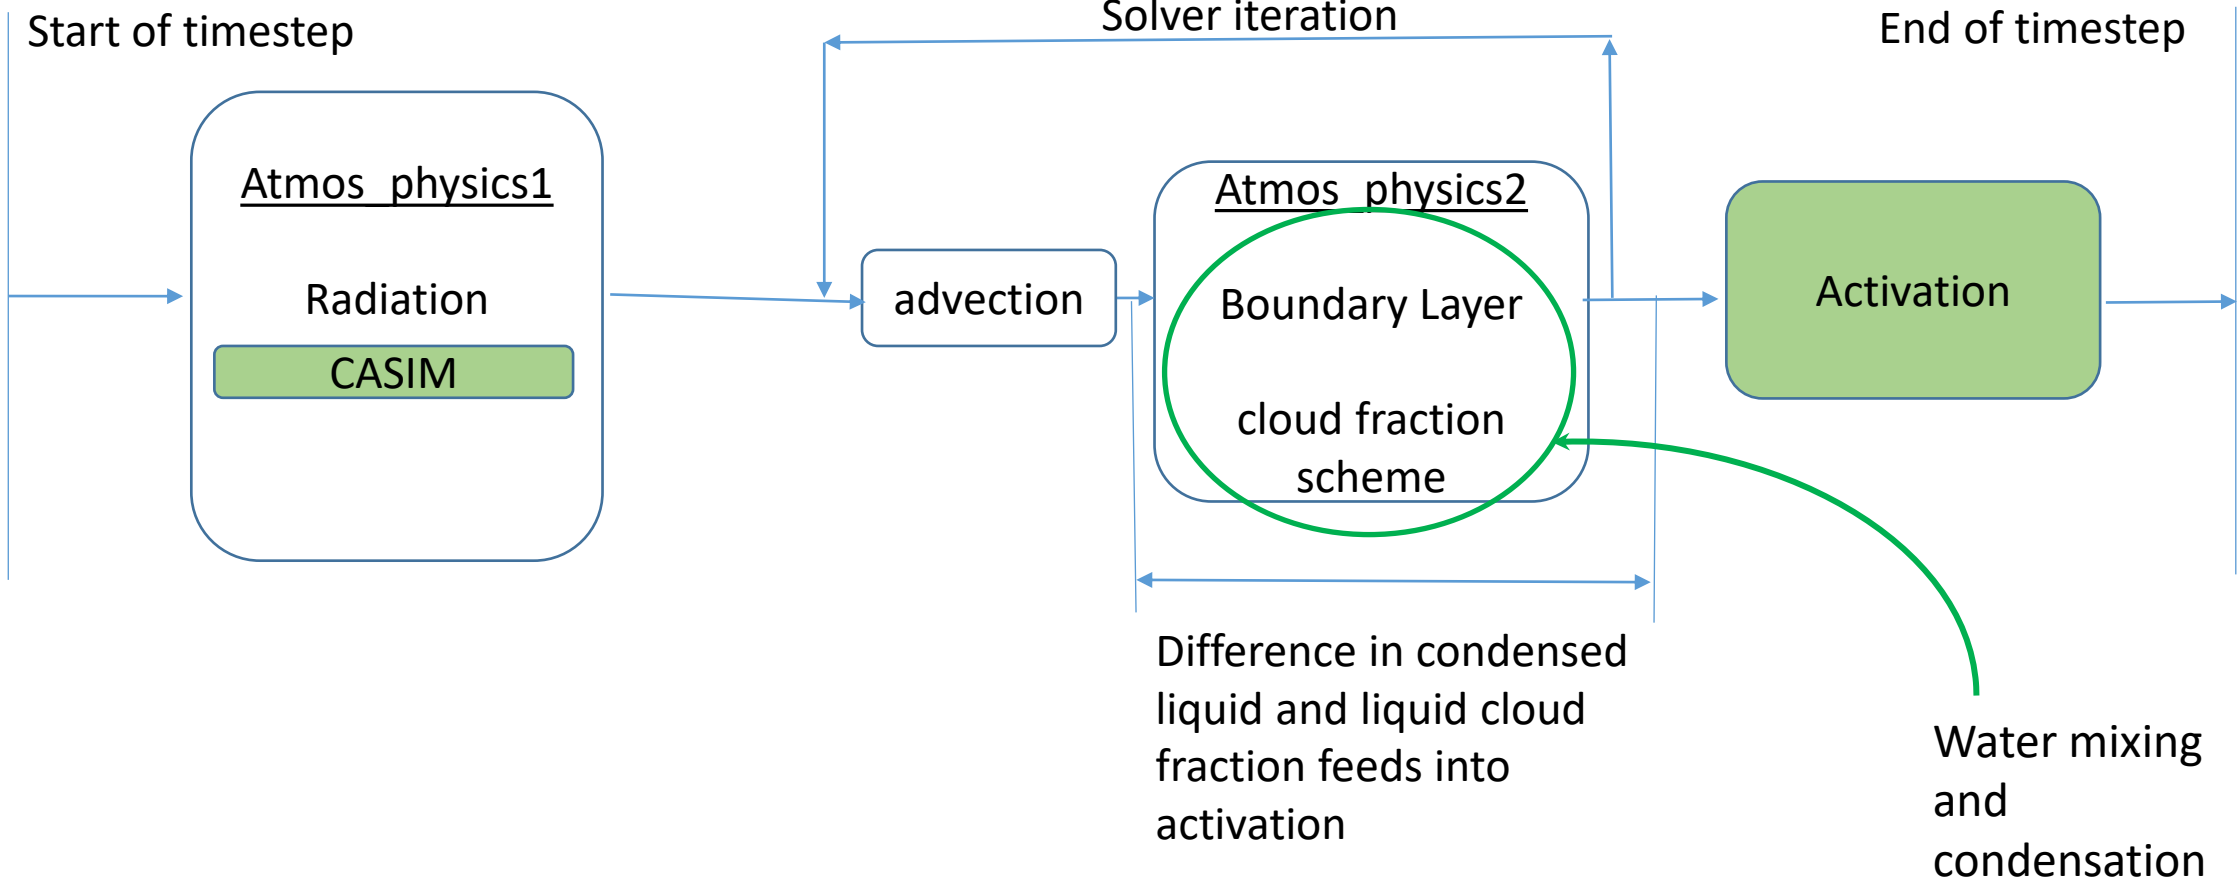 Start of timestep
Solver iteration
End of timestep
Atmos_physics1
Radiation
CASIM
advection
Atmos_physics2
Boundary Layer
cloud fraction
scheme
Activation
Difference in condensed
liquid and liquid cloud
fraction feeds into
activation
Water mixing
and
condensation